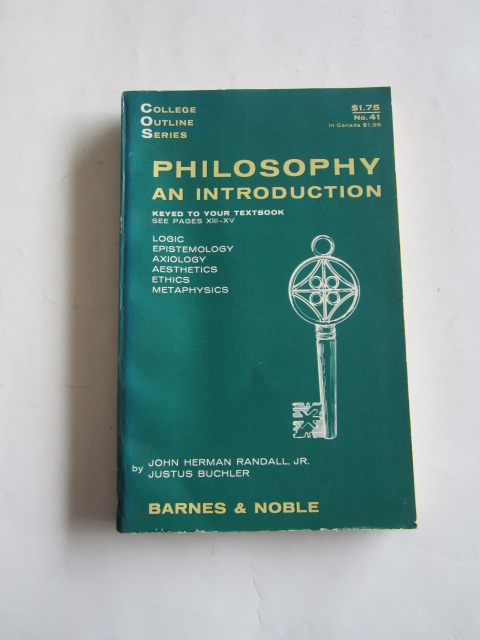 COLLEGE
OUTLINE
SERIES
$1.75
No. 41
in Canada $1.95
PHILOSOPHY
AN INTRODUCTION
KEYED TO YOUR TEXTBOOK
SEE PAGES XIII-XV
LOGIC
EPISTEMOLOGY
AXIOLOGY
AESTHETICS
ETHICS
METAPHYSICS
by JOHN HERMAN RANDALL, JR.
JUSTUS BUCHLER
BARNES & NOBLE